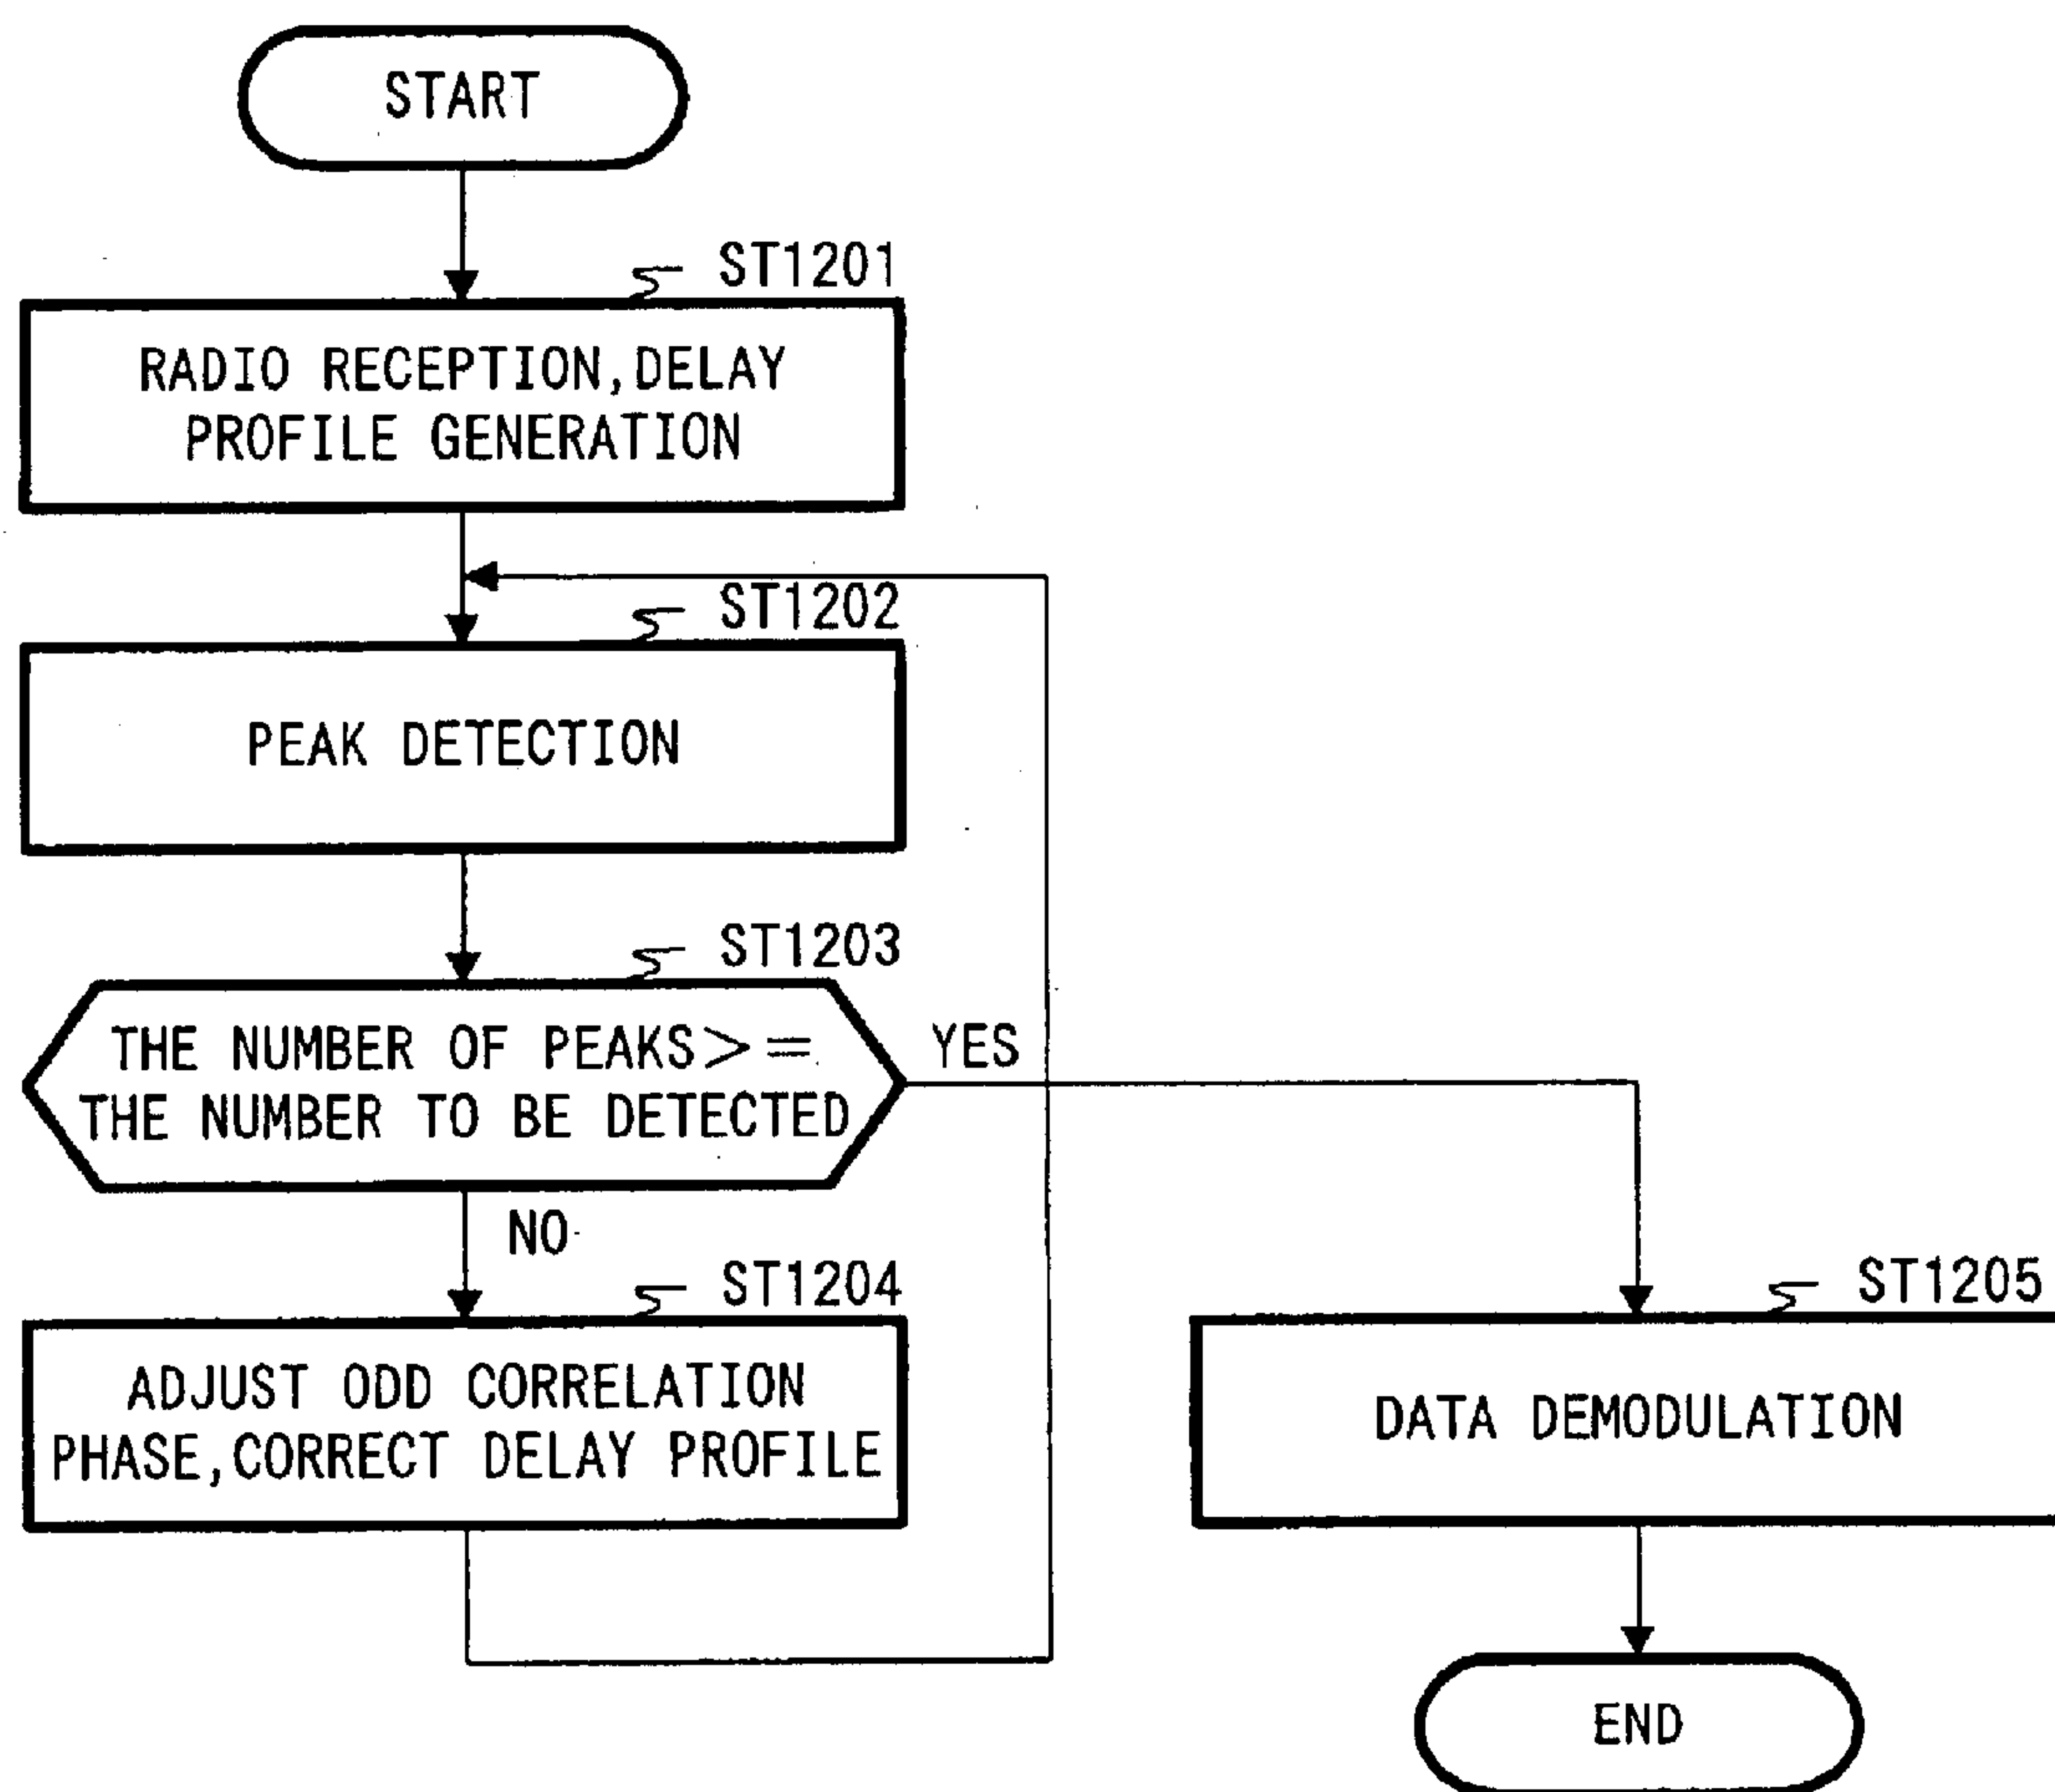 START
ST1201
RADIO RECEPTION,DELAY
PROFILE GENERATION
ST1202
PEAK DETECTION
ST1203
THE NUMBER OF PEAKS>=
THE NUMBER TO BE DETECTED
YES
NO
ST1204
ADJUST ODD CORRELATION
PHASE,CORRECT DELAY PROFILE
ST1205
DATA DEMODULATION
END